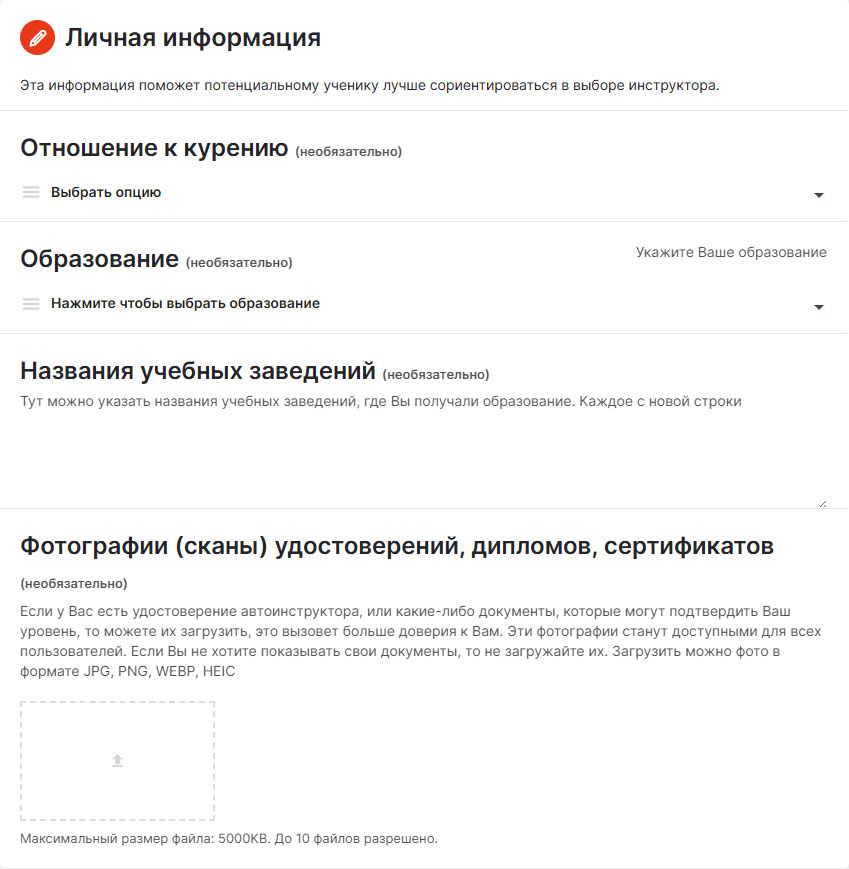 Личная информация
Эта информация поможет потенциальному ученику лучше сориентироваться в выборе инструктора.
Отношение к курению (необязательно)
Выбрать опцию
Образование (необязательно)
Укажите Ваше образование
Нажмите чтобы выбрать образование
Названия учебных заведений (необязательно)
Тут можно указать названия учебных заведений, где Вы получали образование. Каждое с новой строки
Фотографии (сканы) удостоверений, дипломов, сертификатов
(необязательно)
Если у Вас есть удостоверение автоинструктора, или какие-либо документы, которые могут подтвердить Ваш
уровень, то можете их загрузить, это вызовет больше доверия к Вам. Эти фотографии станут доступными для всех
пользователей. Если Вы не хотите показывать свои документы, то не загружайте их. Загрузить можно фото в
формате JPG, PNG, WEBP, HEIC
Максимальный размер файла: 5000KB. До 10 файлов разрешено.